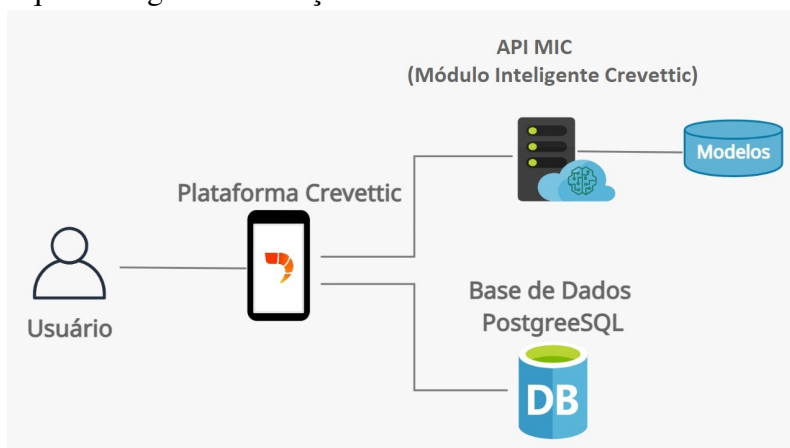 API MIC
(Módulo Inteligente Crevettic)
Modelos
Plataforma Crevettic
Usuário
Base de Dados
PostgreeSQL
DB